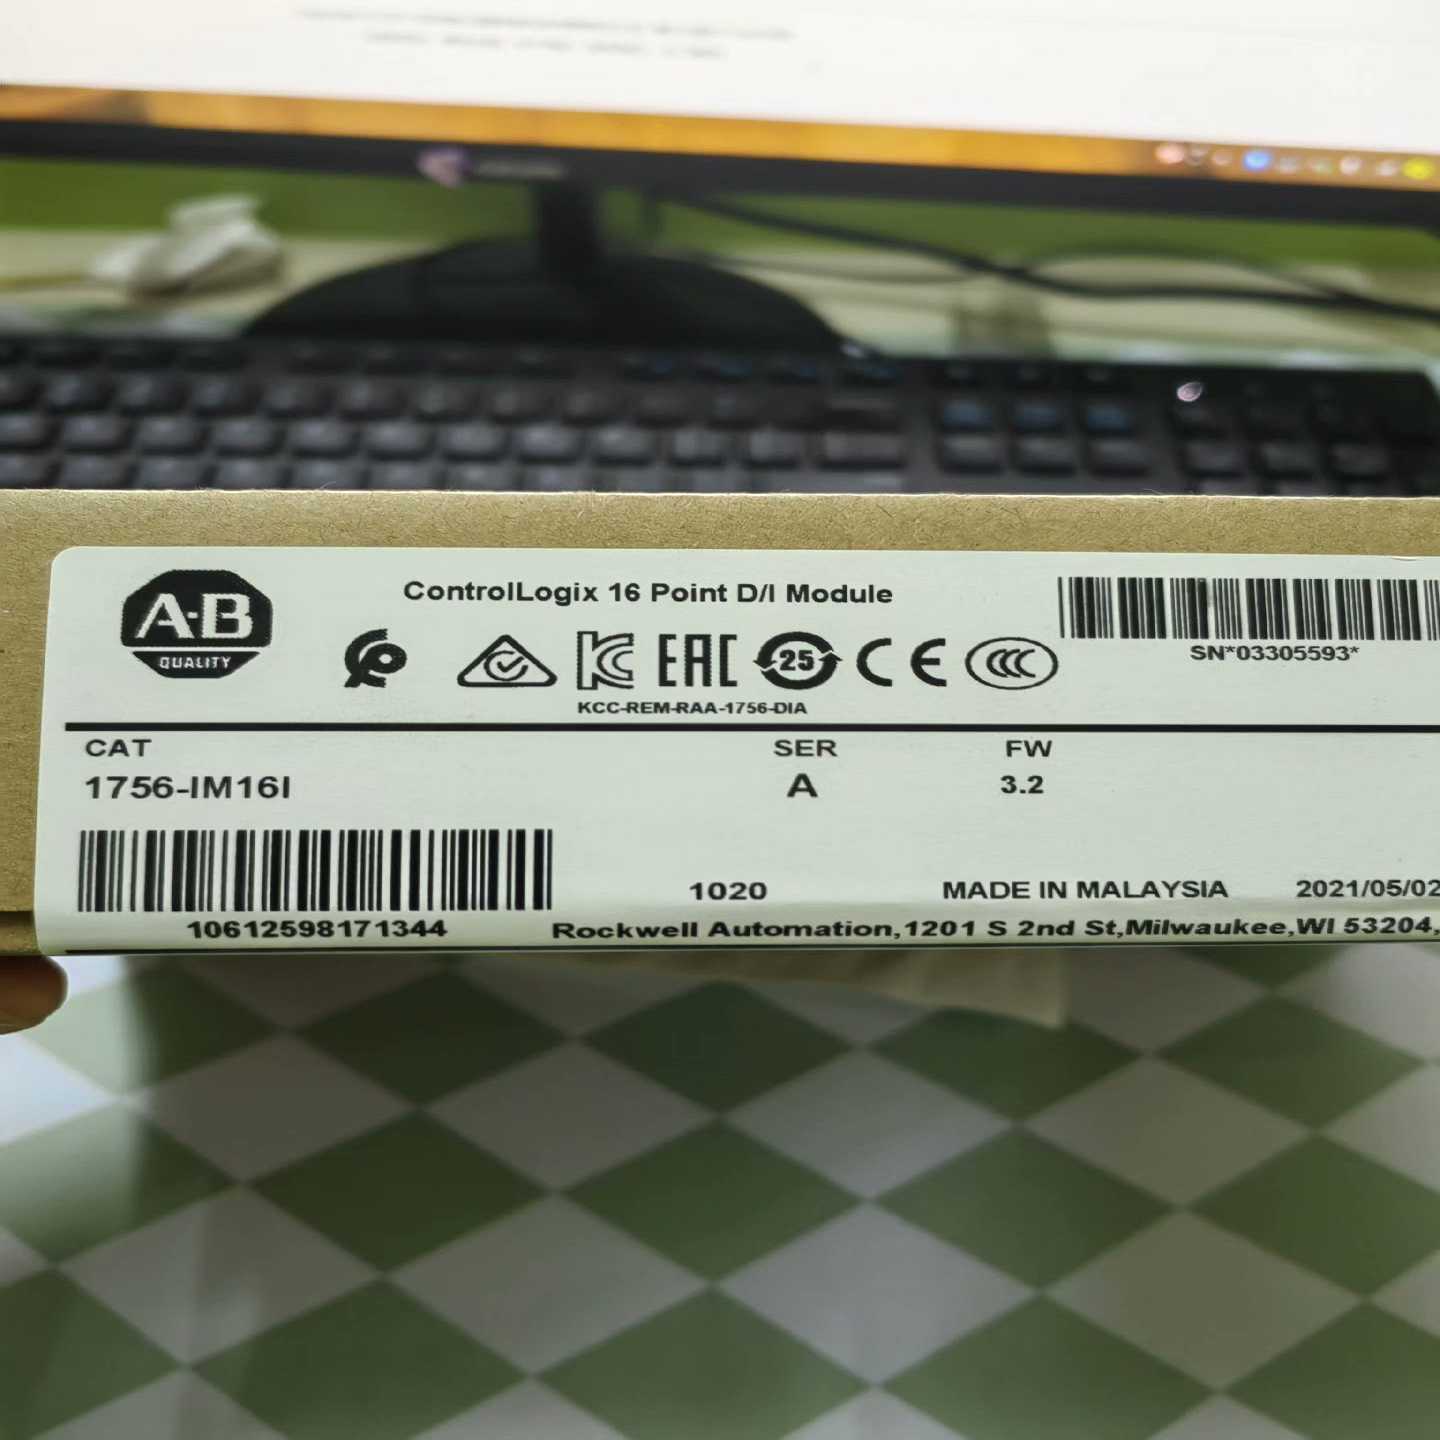 A-B
QUALITY
ControlLogix 16 Point D/I Module
25
KCC-REM-RAA-1756-DIA
SN*03305593*
CAT
SER
FW
1756-IM16I
A
3.2
1020
MADE IN MALAYSIA
2021/05/02
10612598171344
Rockwell Automation,1201 S 2nd St,Milwaukee,WI 53204,